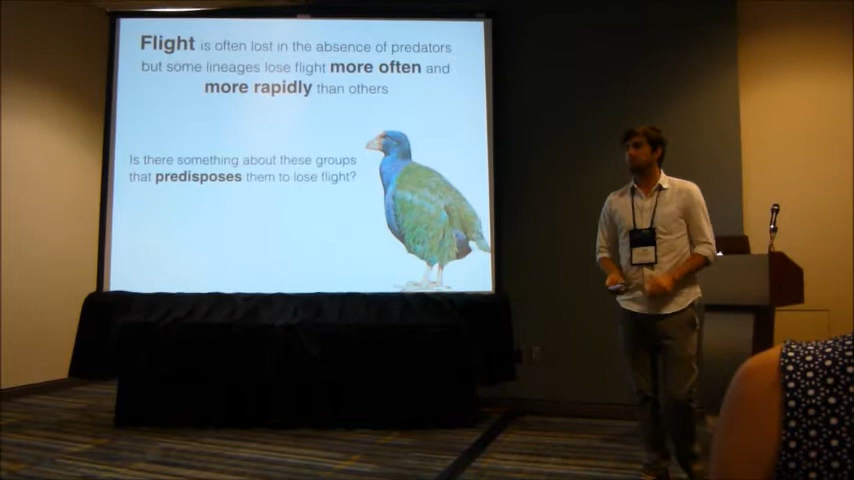 Flight is often lost in the absence of predators
but some lineages lose flight more often and
more rapidly than others
Is there something about these groups
that predisposes them to lose flight?